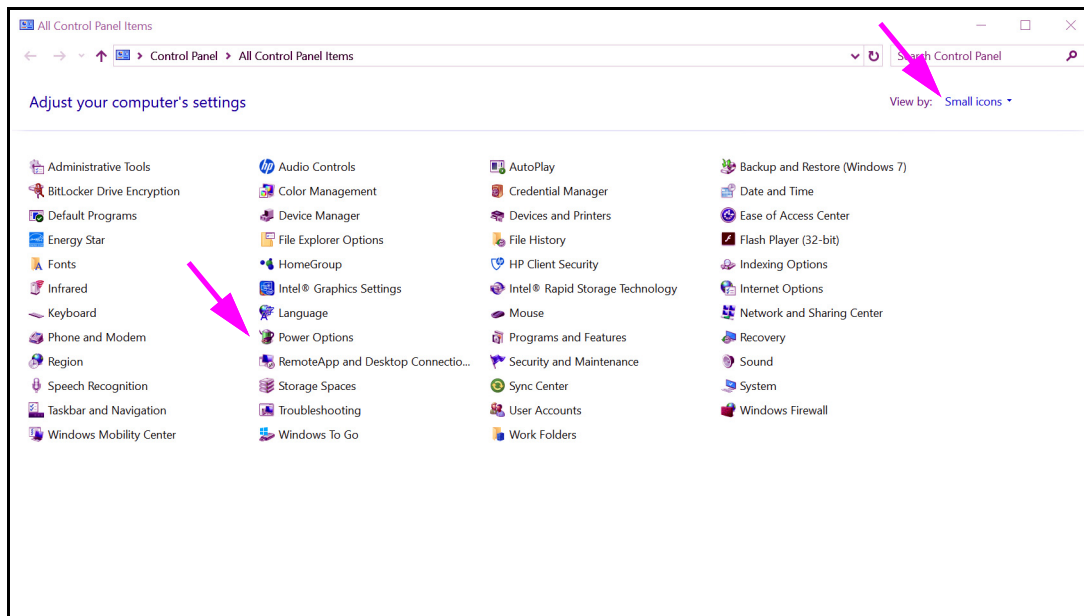 All Control Panel Items
Control Panel > All Control Panel Items
Search Control Panel
Adjust your computer's settings
View by: Small icons
Administrative Tools Audio Controls AutoPlay Backup and Restore (Windows 7)
BitLocker Drive Encryption Color Management Credential Manager Date and Time
Default Programs Device Manager Devices and Printers Ease of Access Center
Energy Star File Explorer Options File History Flash Player (32-bit)
Fonts HomeGroup HP Client Security Indexing Options
Infrared Intel® Graphics Settings Intel® Rapid Storage Technology Internet Options
Keyboard Language Mouse Network and Sharing Center
Phone and Modem Power Options Programs and Features Recovery
Region RemoteApp and Desktop Connectio... Security and Maintenance Sound
Speech Recognition Storage Spaces Sync Center System
Taskbar and Navigation Troubleshooting User Accounts Windows Firewall
Windows Mobility Center Windows To Go Work Folders